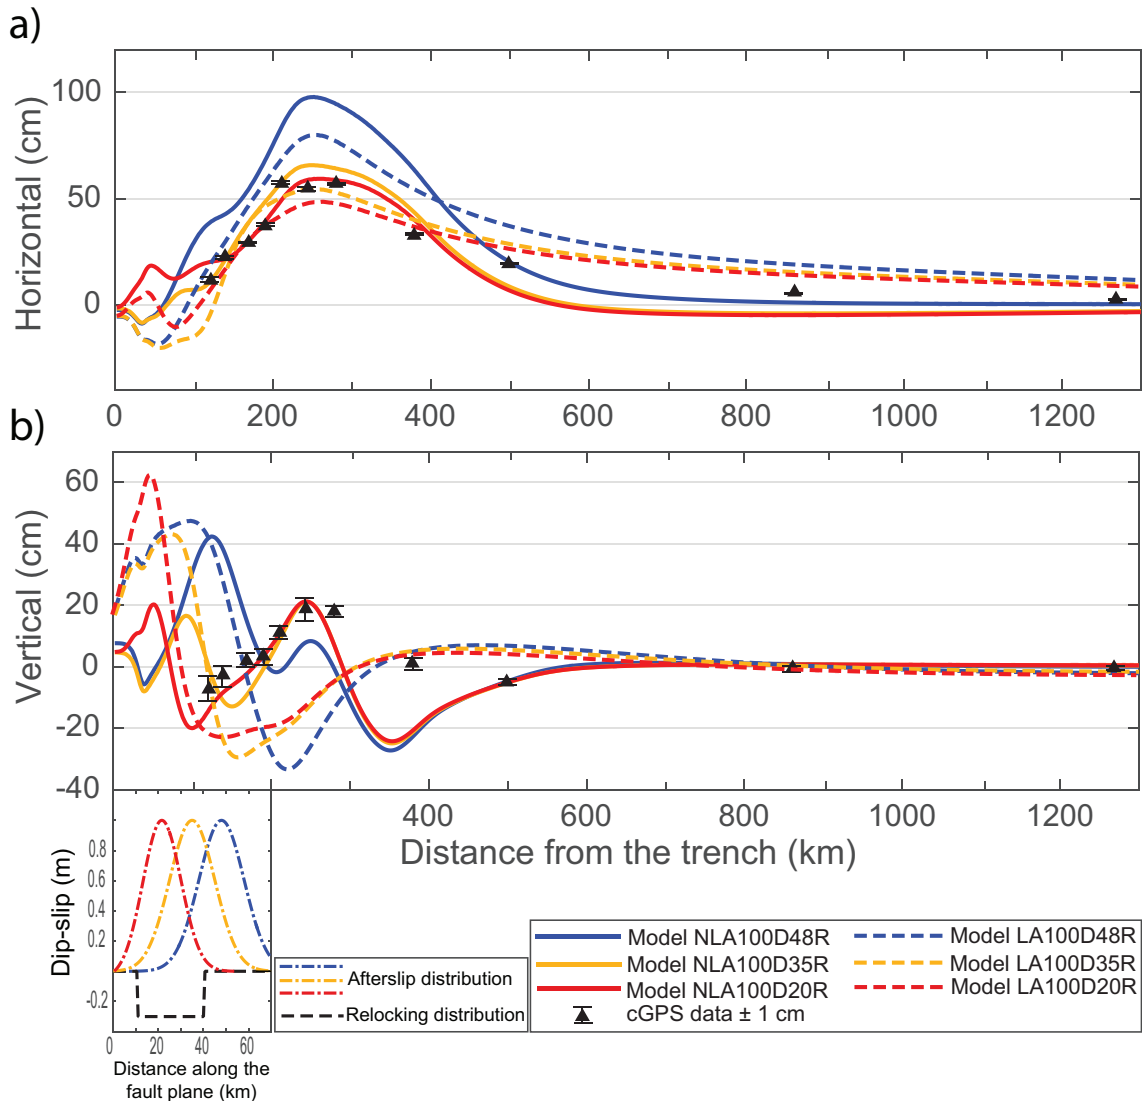 a)
Horizontal (cm)
100
50
0
0 200 400 600 800 1000 1200
b)
Vertical (cm)
60
40
20
0
-20
-40
400 600 800 1000 1200
Distance from the trench (km)
Dip-slip (m)
0.8
0.6
0.4
0.2
-0.2
0 20 40 60
Distance along the
fault plane (km)
Afterslip distribution
Relocking distribution
Model NLA100D48R Model LA100D48R
Model NLA100D35R Model LA100D35R
Model NLA100D20R Model LA100D20R
cGPS data ± 1 cm